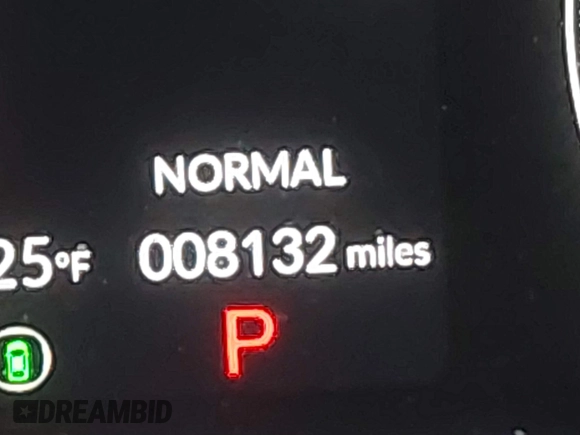 NORMAL
25°F 008132 miles
P
DREAMBID